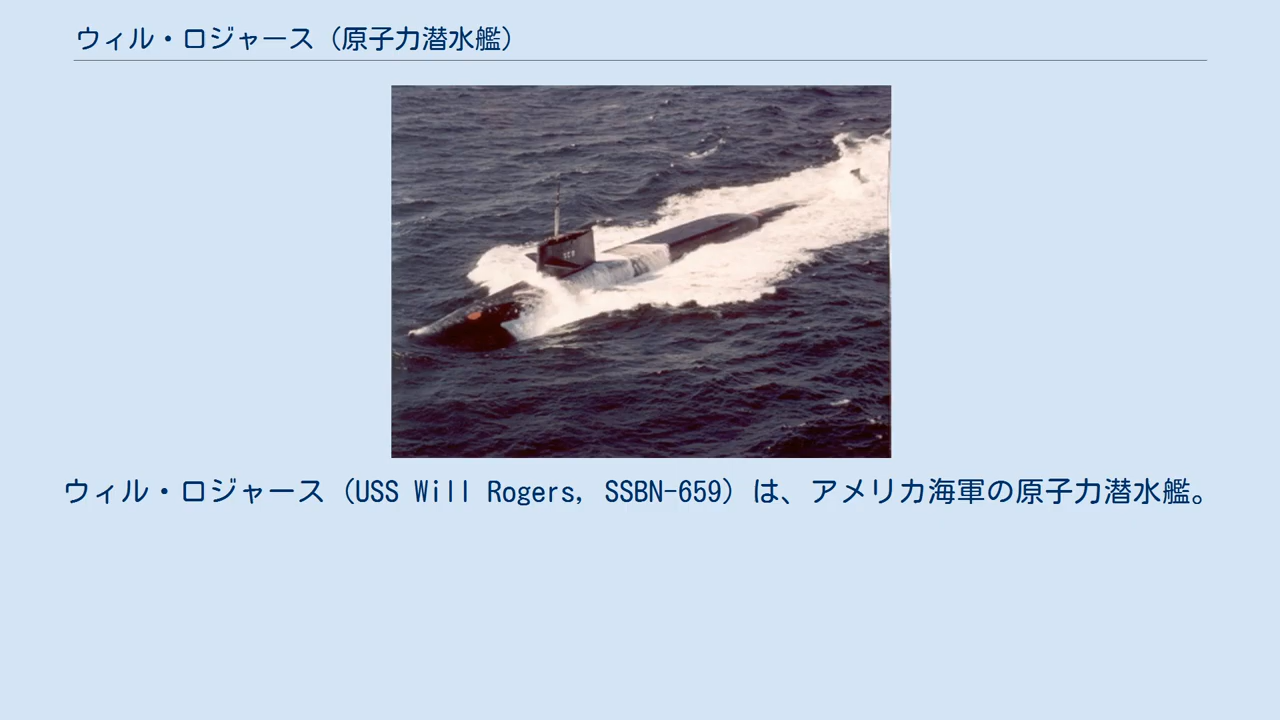 ウィル・ロジャース（原子力潜水艦）
ウィル・ロジャース（USS Will Rogers, SSBN-659）は、アメリカ海軍の原子力潜水艦。